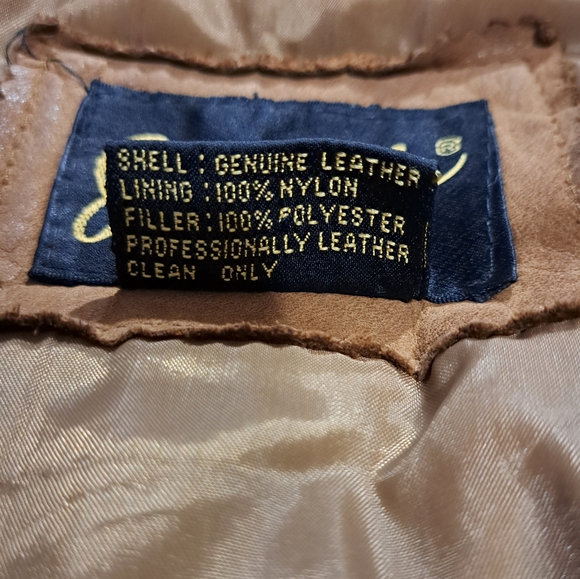 SHELL : GENUINE LEATHER
LINING : 100% NYLON
FILLER : 100% POLYESTER
PROFESSIONALLY LEATHER
CLEAN ONLY
®